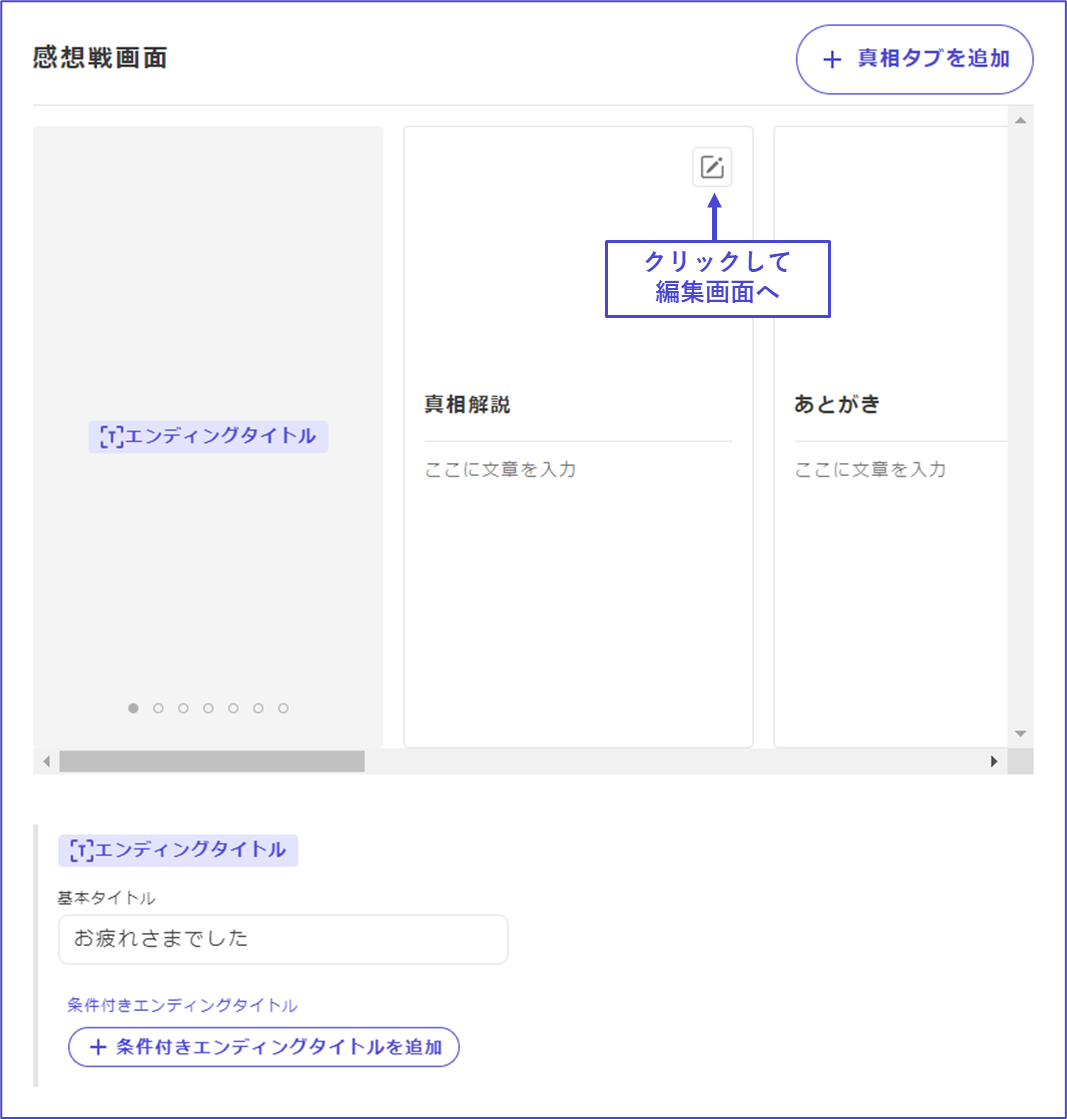 感想戦画面
+ 真相タブを追加
クリックして
編集画面へ
真相解説
あとがき
[T]エンディングタイトル
ここに文章を入力
ここに文章を入力
[T]エンディングタイトル
基本タイトル
お疲れさまでした
条件付きエンディングタイトル
+ 条件付きエンディングタイトルを追加